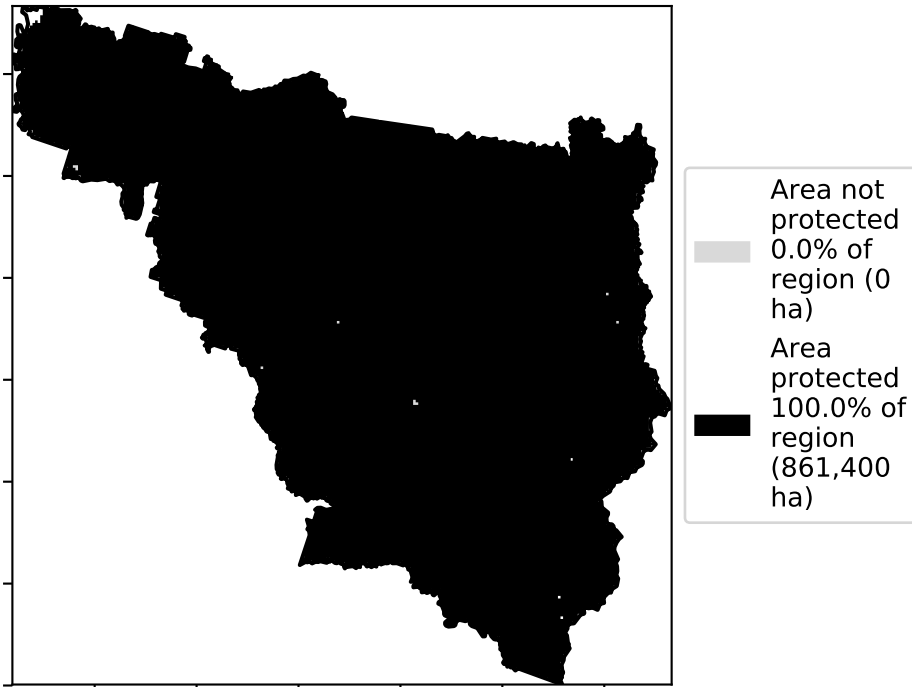 Area not
protected
0.0% of
region (0
ha)
Area
protected
100.0% of
region
(861,400
ha)